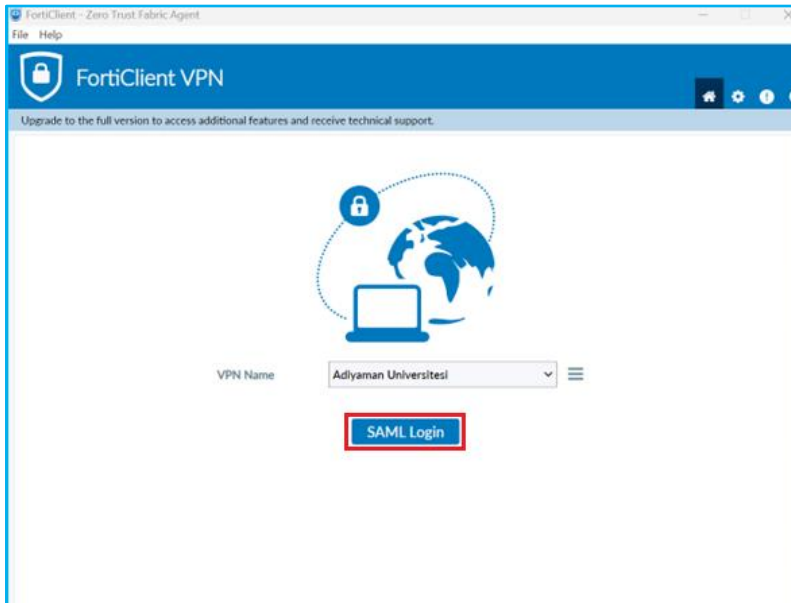 FortiClient - Zero Trust Fabric Agent
File Help
FortiClient VPN
Upgrade to the full version to access additional features and receive technical support.
VPN Name
Adiyaman Universitesi
SAML Login